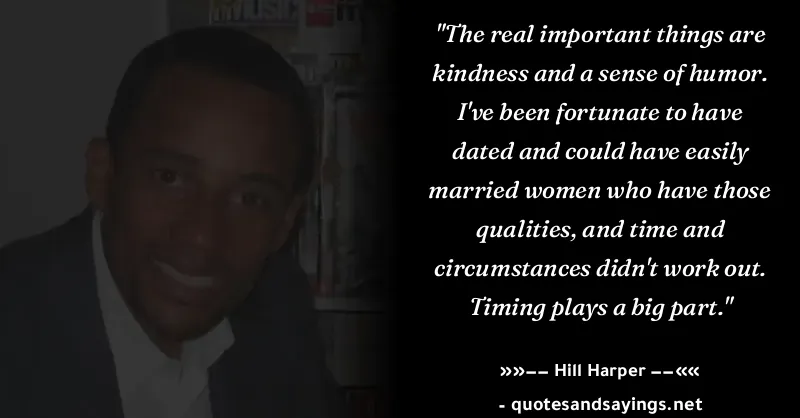 MUSIC
"The real important things are
kindness and a sense of humor.
I've been fortunate to have
dated and could have easily
married women who have those
qualities, and time and
circumstances didn't work out.
Timing plays a big part."
»»−− Hill Harper −−««
- quotesandsayings.net